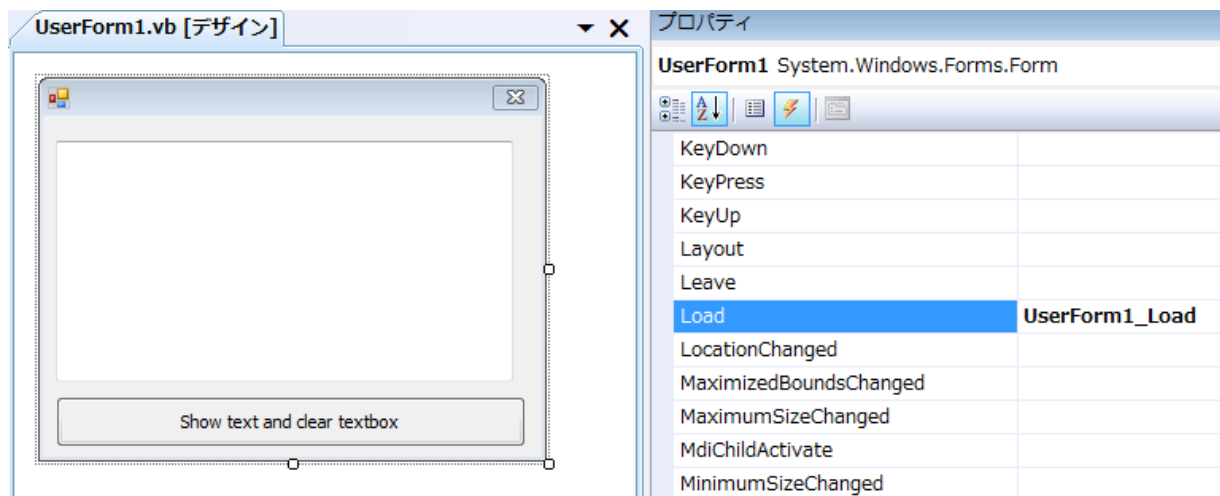 UserForm1.vb [デザイン]
Show text and clear textbox
プロパティ
UserForm1 System.Windows.Forms.Form
KeyDown
KeyPress
KeyUp
Layout
Leave
Load UserForm1_Load
LocationChanged
MaximizedBoundsChanged
MaximumSizeChanged
MdiChildActivate
MinimumSizeChanged